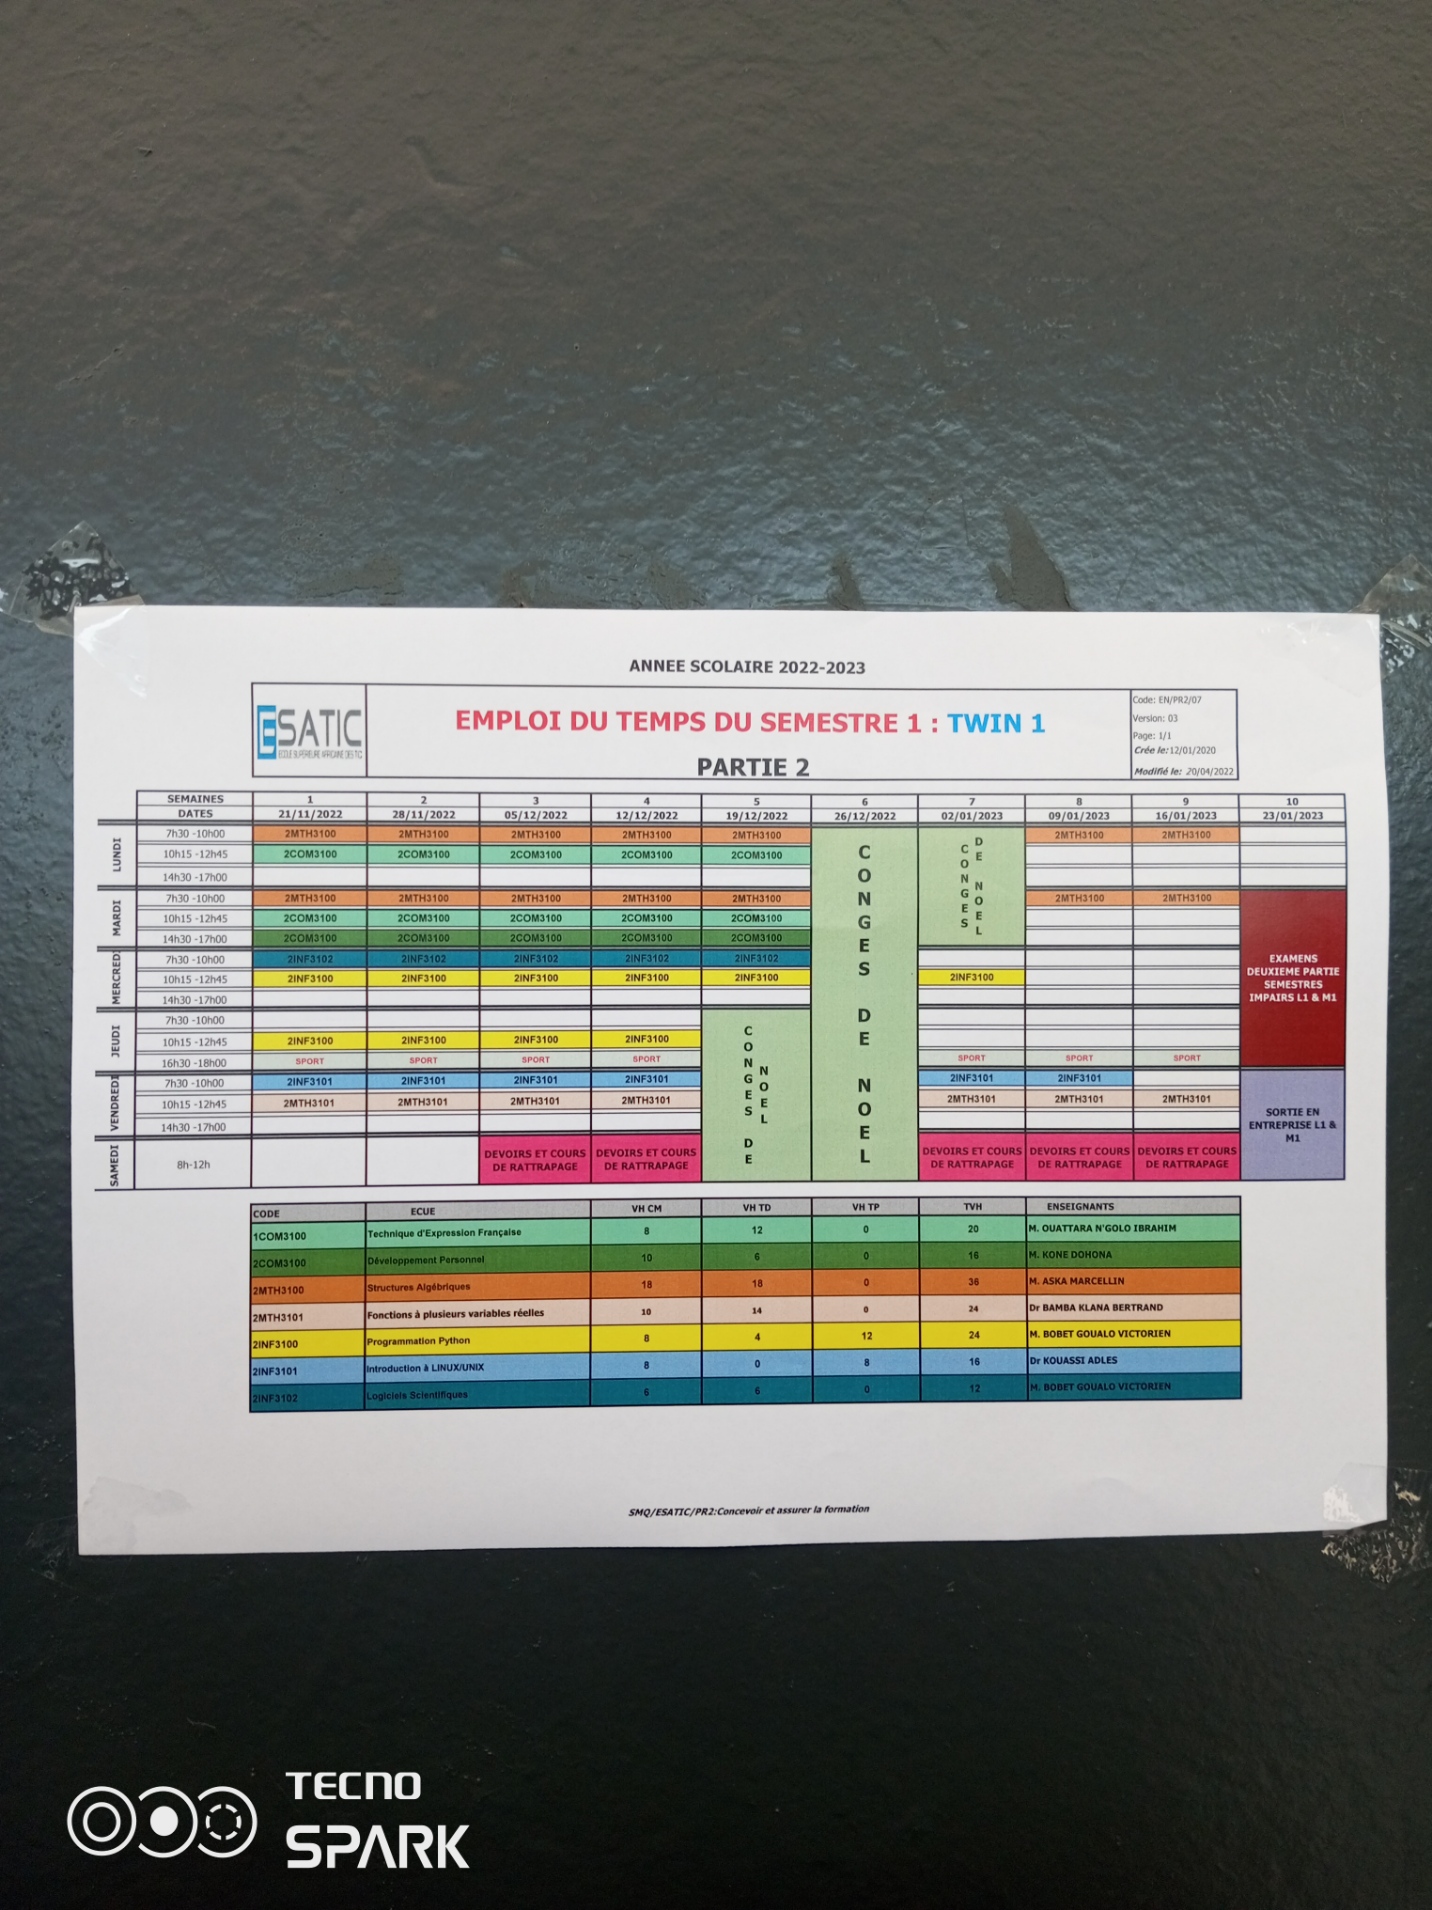 ANNEE SCOLAIRE 2022-2023
ESATIC
ECOLE SUPERIEURE AFRICAINE DES TIC
EMPLOI DU TEMPS DU SEMESTRE 1 : TWIN 1
PARTIE 2
Code: EN/PR2/07
Version: 03
Page: 1/1
Crée le:12/01/2020
Modifié le: 20/04/2022
SEMAINES 1 2 3 4 5 6 7 8 9 10
DATES 21/11/2022 28/11/2022 05/12/2022 12/12/2022 19/12/2022 26/12/2022 02/01/2023 09/01/2023 16/01/2023 23/01/2023
LUNDI
7h30 -10h00 2MTH3100 2MTH3100 2MTH3100 2MTH3100 2MTH3100 2MTH3100 2MTH3100
10h15 -12h45 2COM3100 2COM3100 2COM3100 2COM3100 2COM3100
14h30 -17h00
MARDI
7h30 -10h00 2MTH3100 2MTH3100 2MTH3100 2MTH3100 2MTH3100 2MTH3100 2MTH3100
10h15 -12h45 2COM3100 2COM3100 2COM3100 2COM3100 2COM3100
14h30 -17h00 2COM3100 2COM3100 2COM3100 2COM3100 2COM3100
MERCREDI
7h30 -10h00 2INF3102 2INF3102 2INF3102 2INF3102 2INF3102
10h15 -12h45 2INF3100 2INF3100 2INF3100 2INF3100 2INF3100 2INF3100
14h30 -17h00
JEUDI
7h30 -10h00
10h15 -12h45 2INF3100 2INF3100 2INF3100 2INF3100
16h30 -18h00 SPORT SPORT SPORT SPORT SPORT SPORT SPORT
VENDREDI
7h30 -10h00 2INF3101 2INF3101 2INF3101 2INF3101 2INF3101 2INF3101
10h15 -12h45 2MTH3101 2MTH3101 2MTH3101 2MTH3101 2MTH3101 2MTH3101 2MTH3101
14h30 -17h00
SAMEDI
8h-12h
DEVOIRS ET COURS DE RATTRAPAGE
DEVOIRS ET COURS DE RATTRAPAGE
CONGES DE NOEL
CONGES DE NOEL
CONGES DE NOEL
DEVOIRS ET COURS DE RATTRAPAGE
DEVOIRS ET COURS DE RATTRAPAGE
DEVOIRS ET COURS DE RATTRAPAGE
EXAMENS
DEUXIEME PARTIE
SEMESTRES
IMPAIRS L1 & M1
SORTIE EN
ENTREPRISE L1 &
M1
CODE ECUE VH CM VH TD VH TP TVH ENSEIGNANTS
1COM3100 Technique d'Expression Française 8 12 0 20 M. OUATTARA N'GOLO IBRAHIM
2COM3100 Développement Personnel 10 6 0 16 M. KONE DOHONA
2MTH3100 Structures Algébriques 18 18 0 36 M. ASKA MARCELLIN
2MTH3101 Fonctions à plusieurs variables réelles 10 14 0 24 Dr BAMBA KLANA BERTRAND
2INF3100 Programmation Python 8 4 12 24 M. BOBET GOUALO VICTORIEN
2INF3101 Introduction à LINUX/UNIX 8 0 8 16 Dr KOUASSI ADLES
2INF3102 Logiciels Scientifiques 6 6 0 12 M. BOBET GOUALO VICTORIEN
SMQ/ESATIC/PR2:Concevoir et assurer la formation
TECNO
SPARK